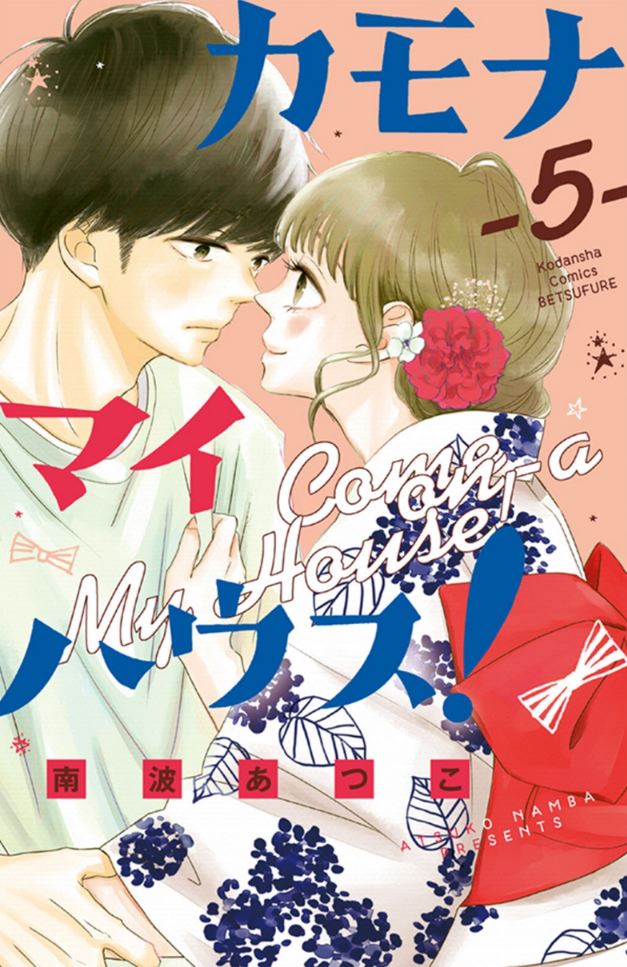 カモナ
-5-
Kodansha
Comics
BETSUFURE
マイ
Come
on-a
My House!
ハウス!
南波あつこ
ATSUKO NAMBA
PRESENTS